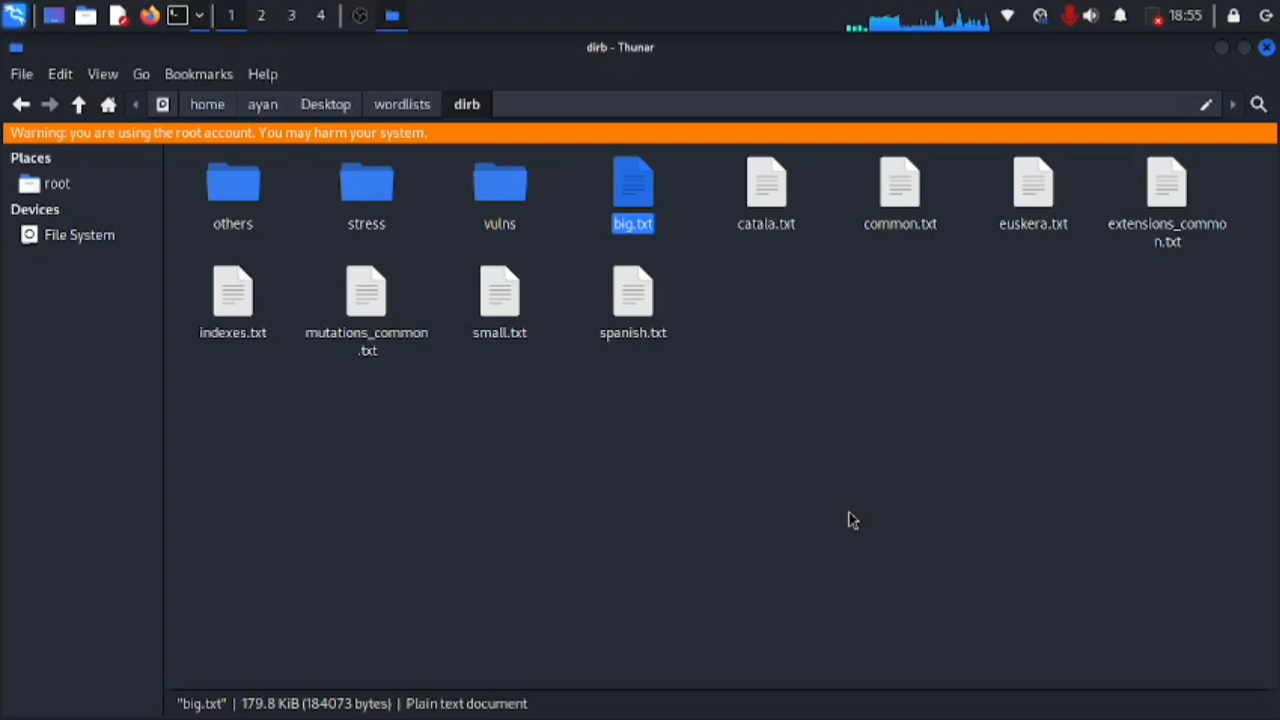 1 2 3 4 18:55
dirb - Thunar
File Edit View Go Bookmarks Help
home ayan Desktop wordlists dirb
Warning: you are using the root account. You may harm your system.
Places
root
Devices
File System
others stress vulns big.txt catala.txt common.txt euskera.txt extensions_commo
n.txt
indexes.txt mutations_common small.txt spanish.txt
.txt
"big.txt" | 179.8 KiB (184073 bytes) | Plain text document